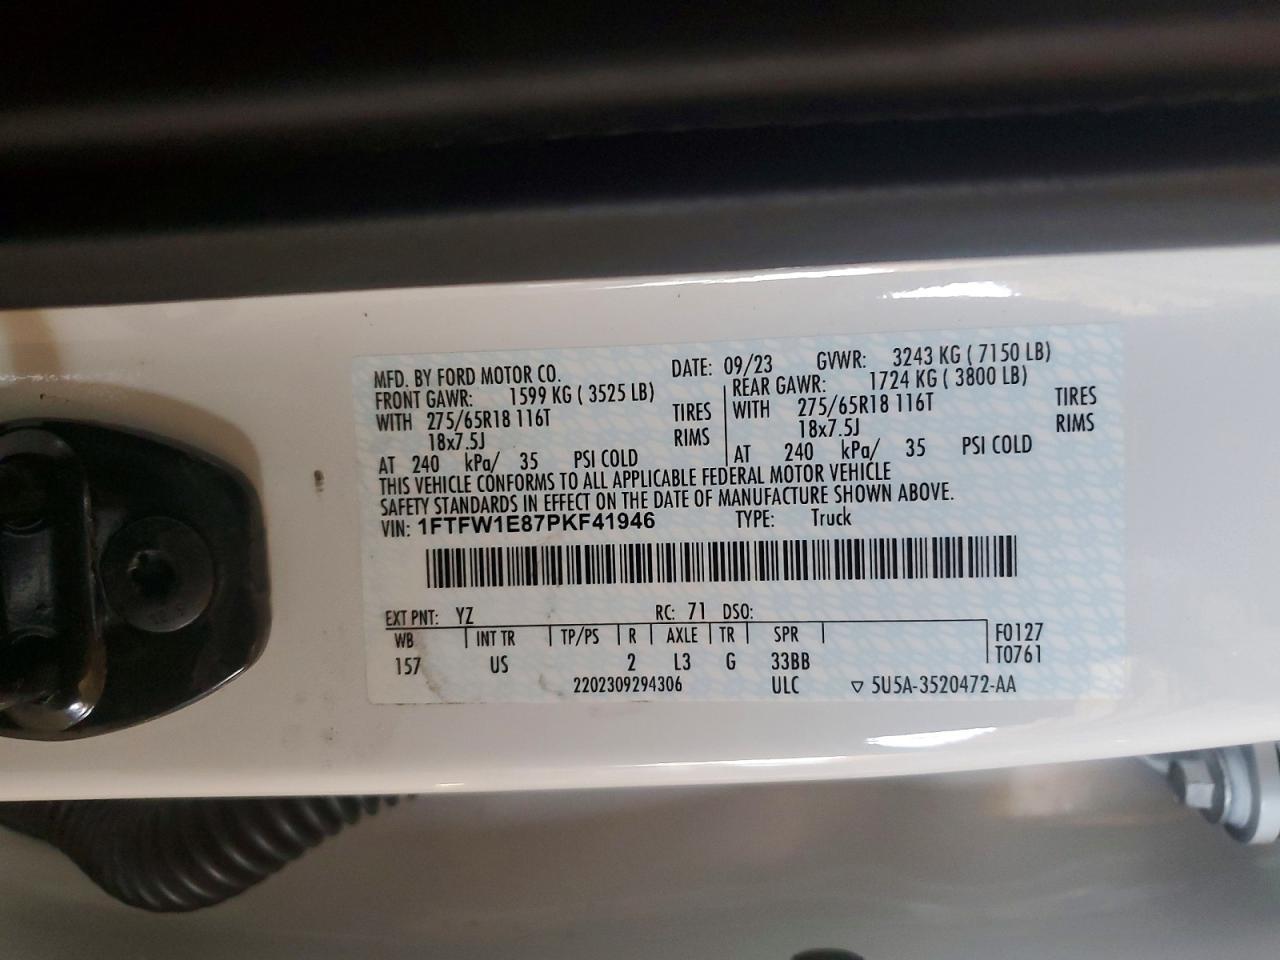 MFD. BY FORD MOTOR CO. DATE: 09/23 GVWR: 3243 KG ( 7150 LB)
FRONT GAWR: 1599 KG ( 3525 LB) REAR GAWR: 1724 KG ( 3800 LB)
WITH 275/65R18 116T TIRES WITH 275/65R18 116T TIRES
18x7.5J RIMS 18x7.5J RIMS
AT 240 kPa/ 35 PSI COLD AT 240 kPa/ 35 PSI COLD
THIS VEHICLE CONFORMS TO ALL APPLICABLE FEDERAL MOTOR VEHICLE
SAFETY STANDARDS IN EFFECT ON THE DATE OF MANUFACTURE SHOWN ABOVE.
VIN: 1FTFW1E87PKF41946 TYPE: Truck
EXT PNT: YZ RC: 71 DSO:
WB INT TR TP/PS R AXLE TR SPR F0127
157 US 2 L3 G 33BB T0761
2202309294306 ULC ▽ 5U5A-3520472-AA